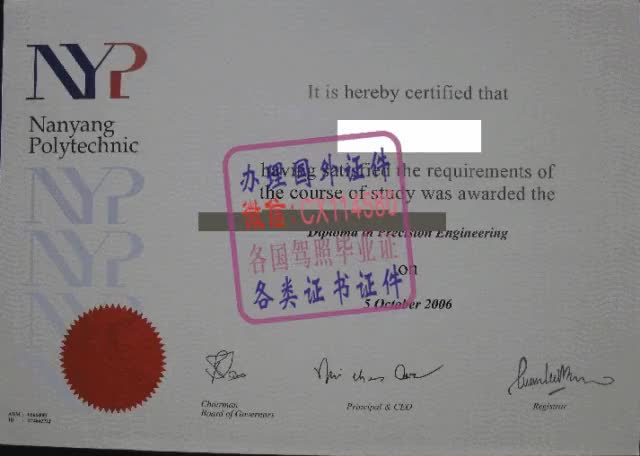 NYP
Nanyang
Polytechnic
It is hereby certified that
having satisfied the requirements of
the course of study was awarded the
Diploma in Precision Engineering
on
5 October 2006
办理国外证件
微信:CX114580
各国驾照毕业证
各类证书证件
Chairman
Board of Governors
Principal & CEO
Registrar